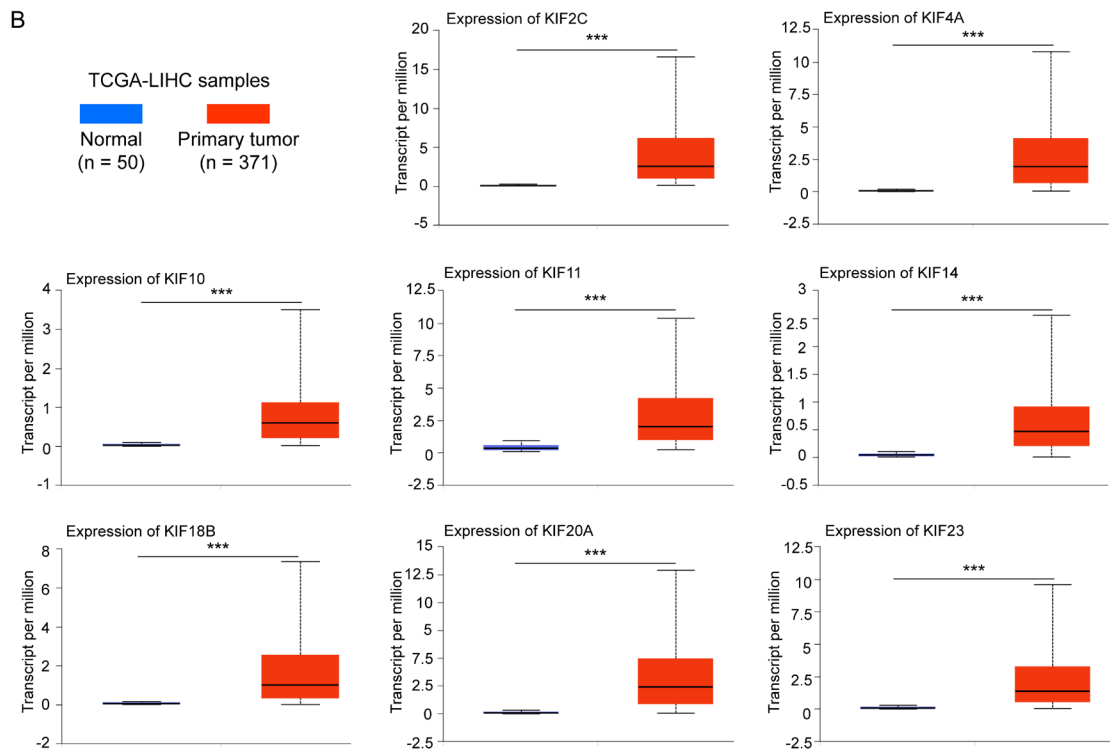 B
TCGA-LIHC samples
Normal
(n = 50)
Primary tumor
(n = 371)
Expression of KIF2C
Transcript per million
20
15
10
5
0
-5
***
Expression of KIF4A
Transcript per million
12.5
10
7.5
5
2.5
0
-2.5
***
Expression of KIF10
Transcript per million
4
3
2
1
0
-1
***
Expression of KIF11
Transcript per million
12.5
10
7.5
5
2.5
0
-2.5
***
Expression of KIF14
Transcript per million
3
2.5
2
1.5
1
0.5
0
-0.5
***
Expression of KIF18B
Transcript per million
8
6
4
2
0
-2
***
Expression of KIF20A
Transcript per million
15
12.5
10
5
7.5
2.5
0
-2.5
***
Expression of KIF23
Transcript per million
12.5
10
7.5
5
2.5
0
-2.5
***